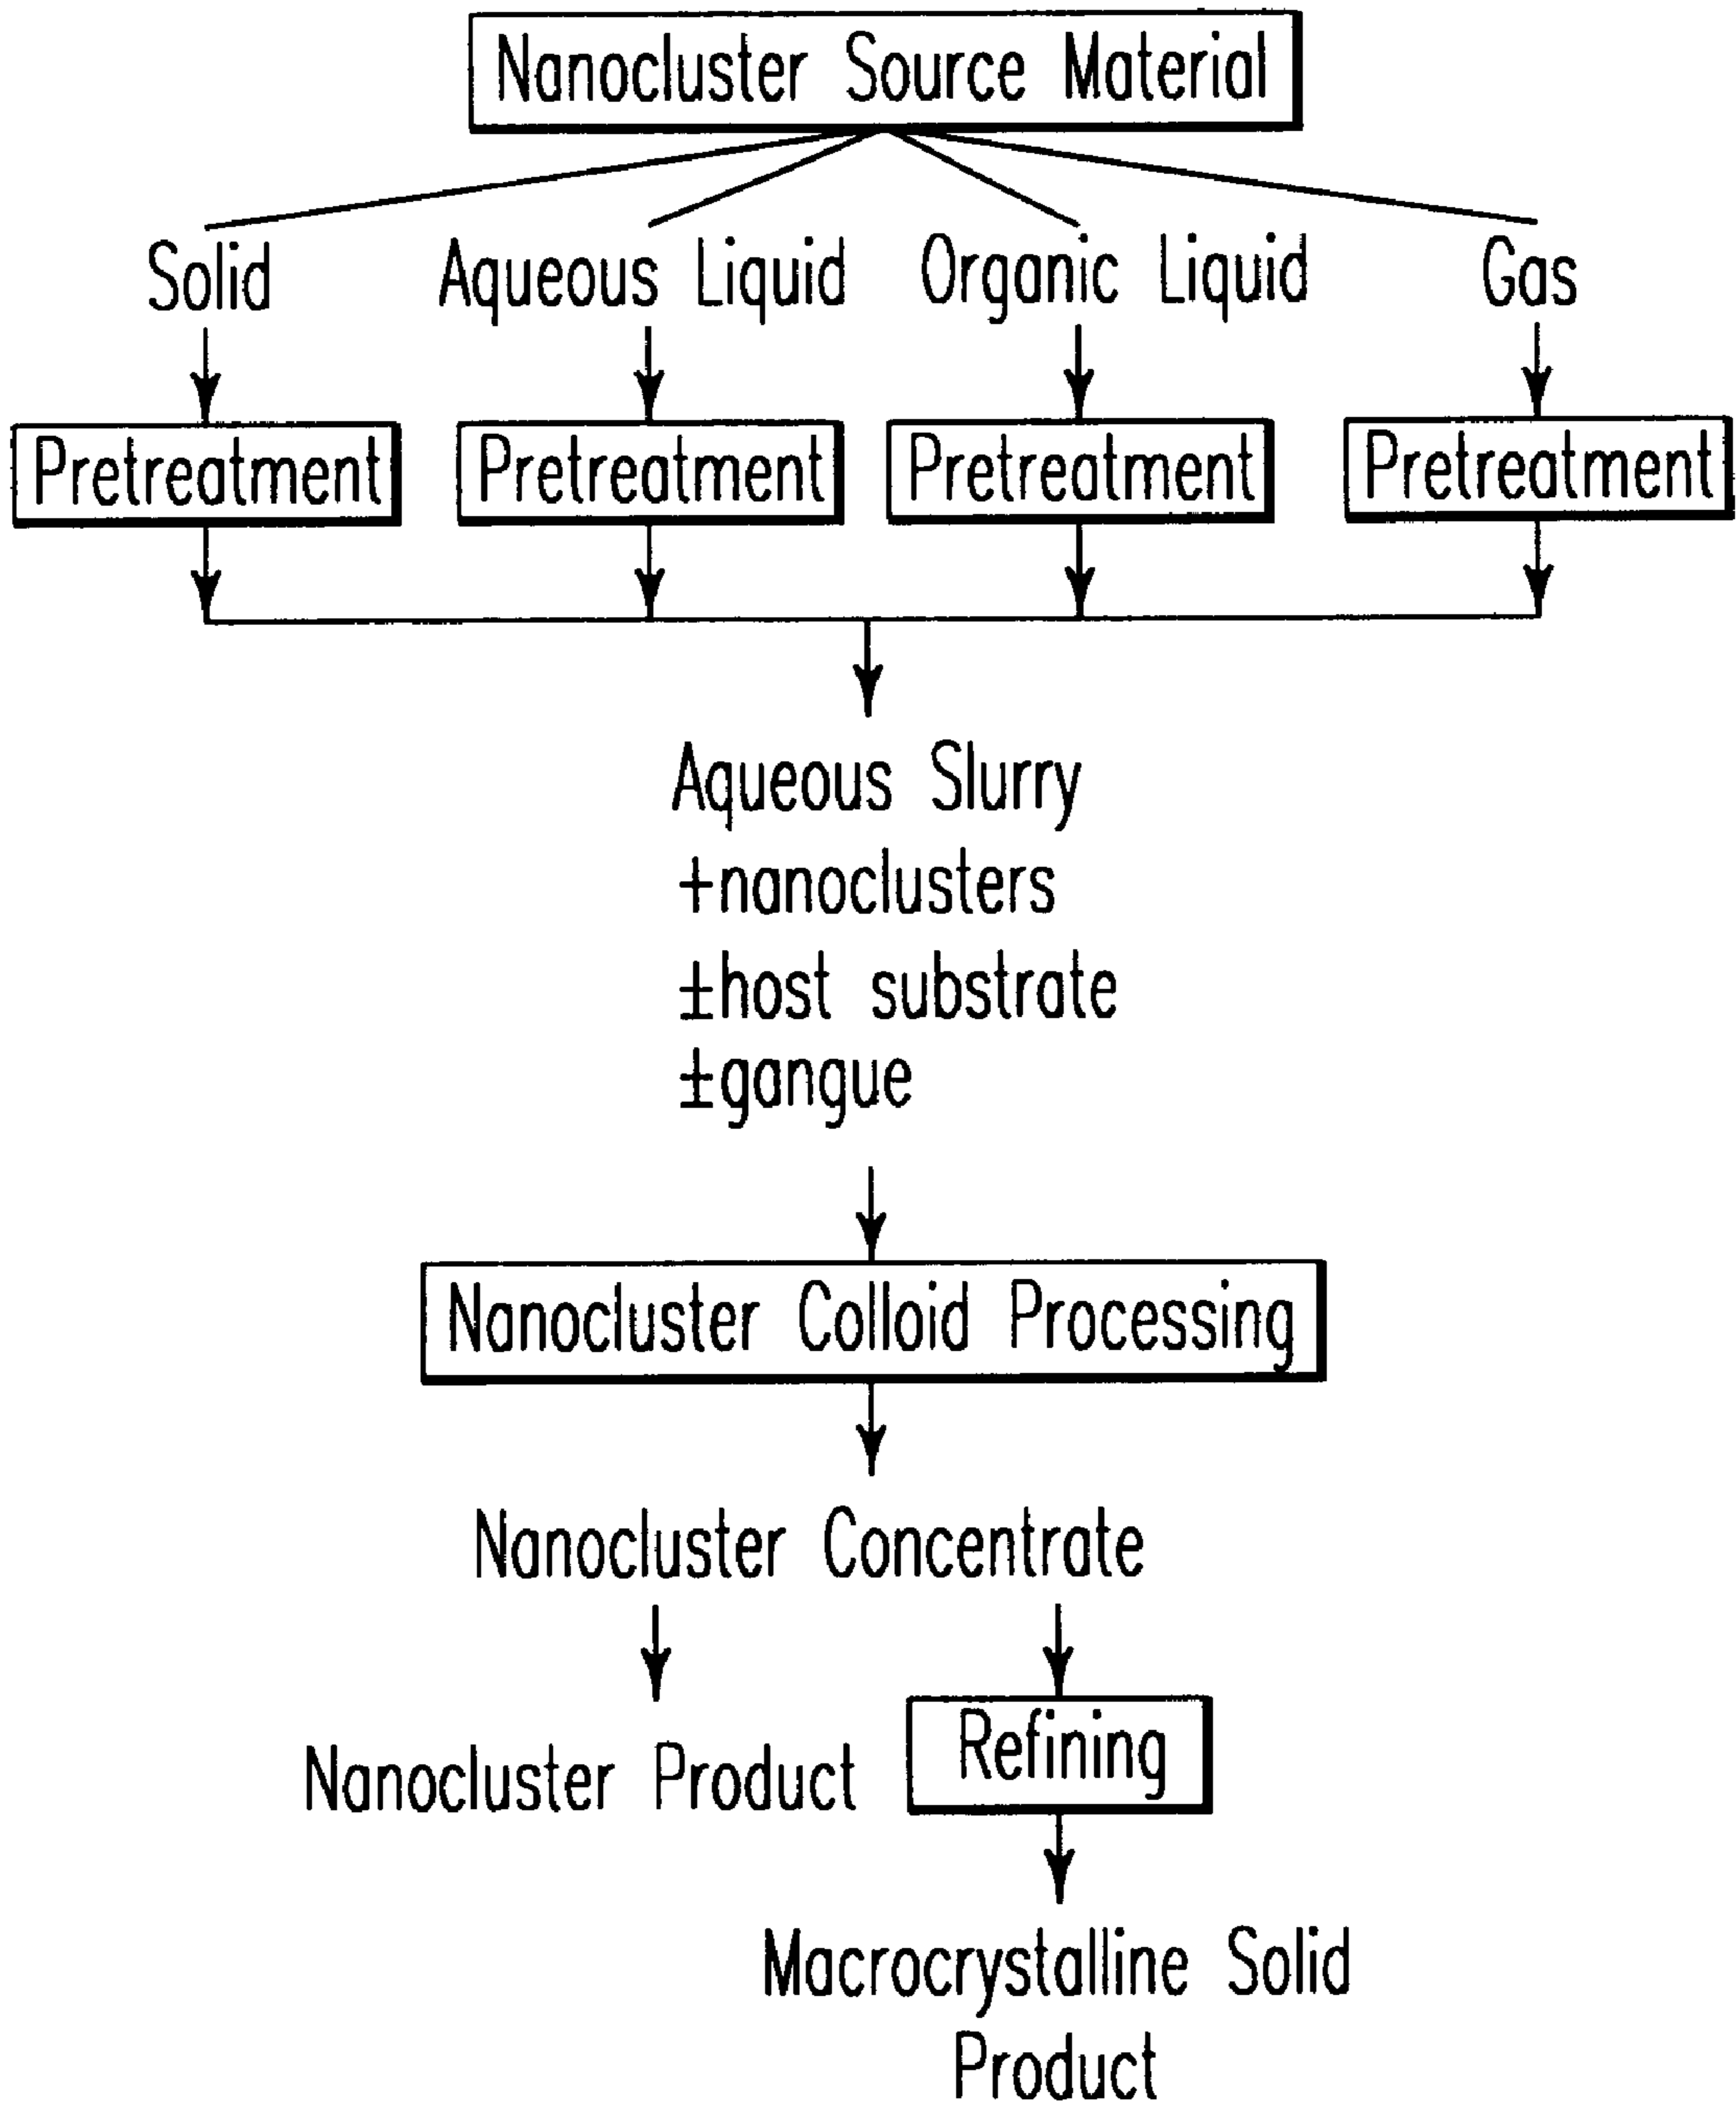 Nanocluster Source Material
Solid
Aqueous Liquid
Organic Liquid
Gas
Pretreatment
Pretreatment
Pretreatment
Pretreatment
Aqueous Slurry
+nanoclusters
±host substrate
±gangue
Nanocluster Colloid Processing
Nanocluster Concentrate
Nanocluster Product
Refining
Macrocrystalline Solid
Product